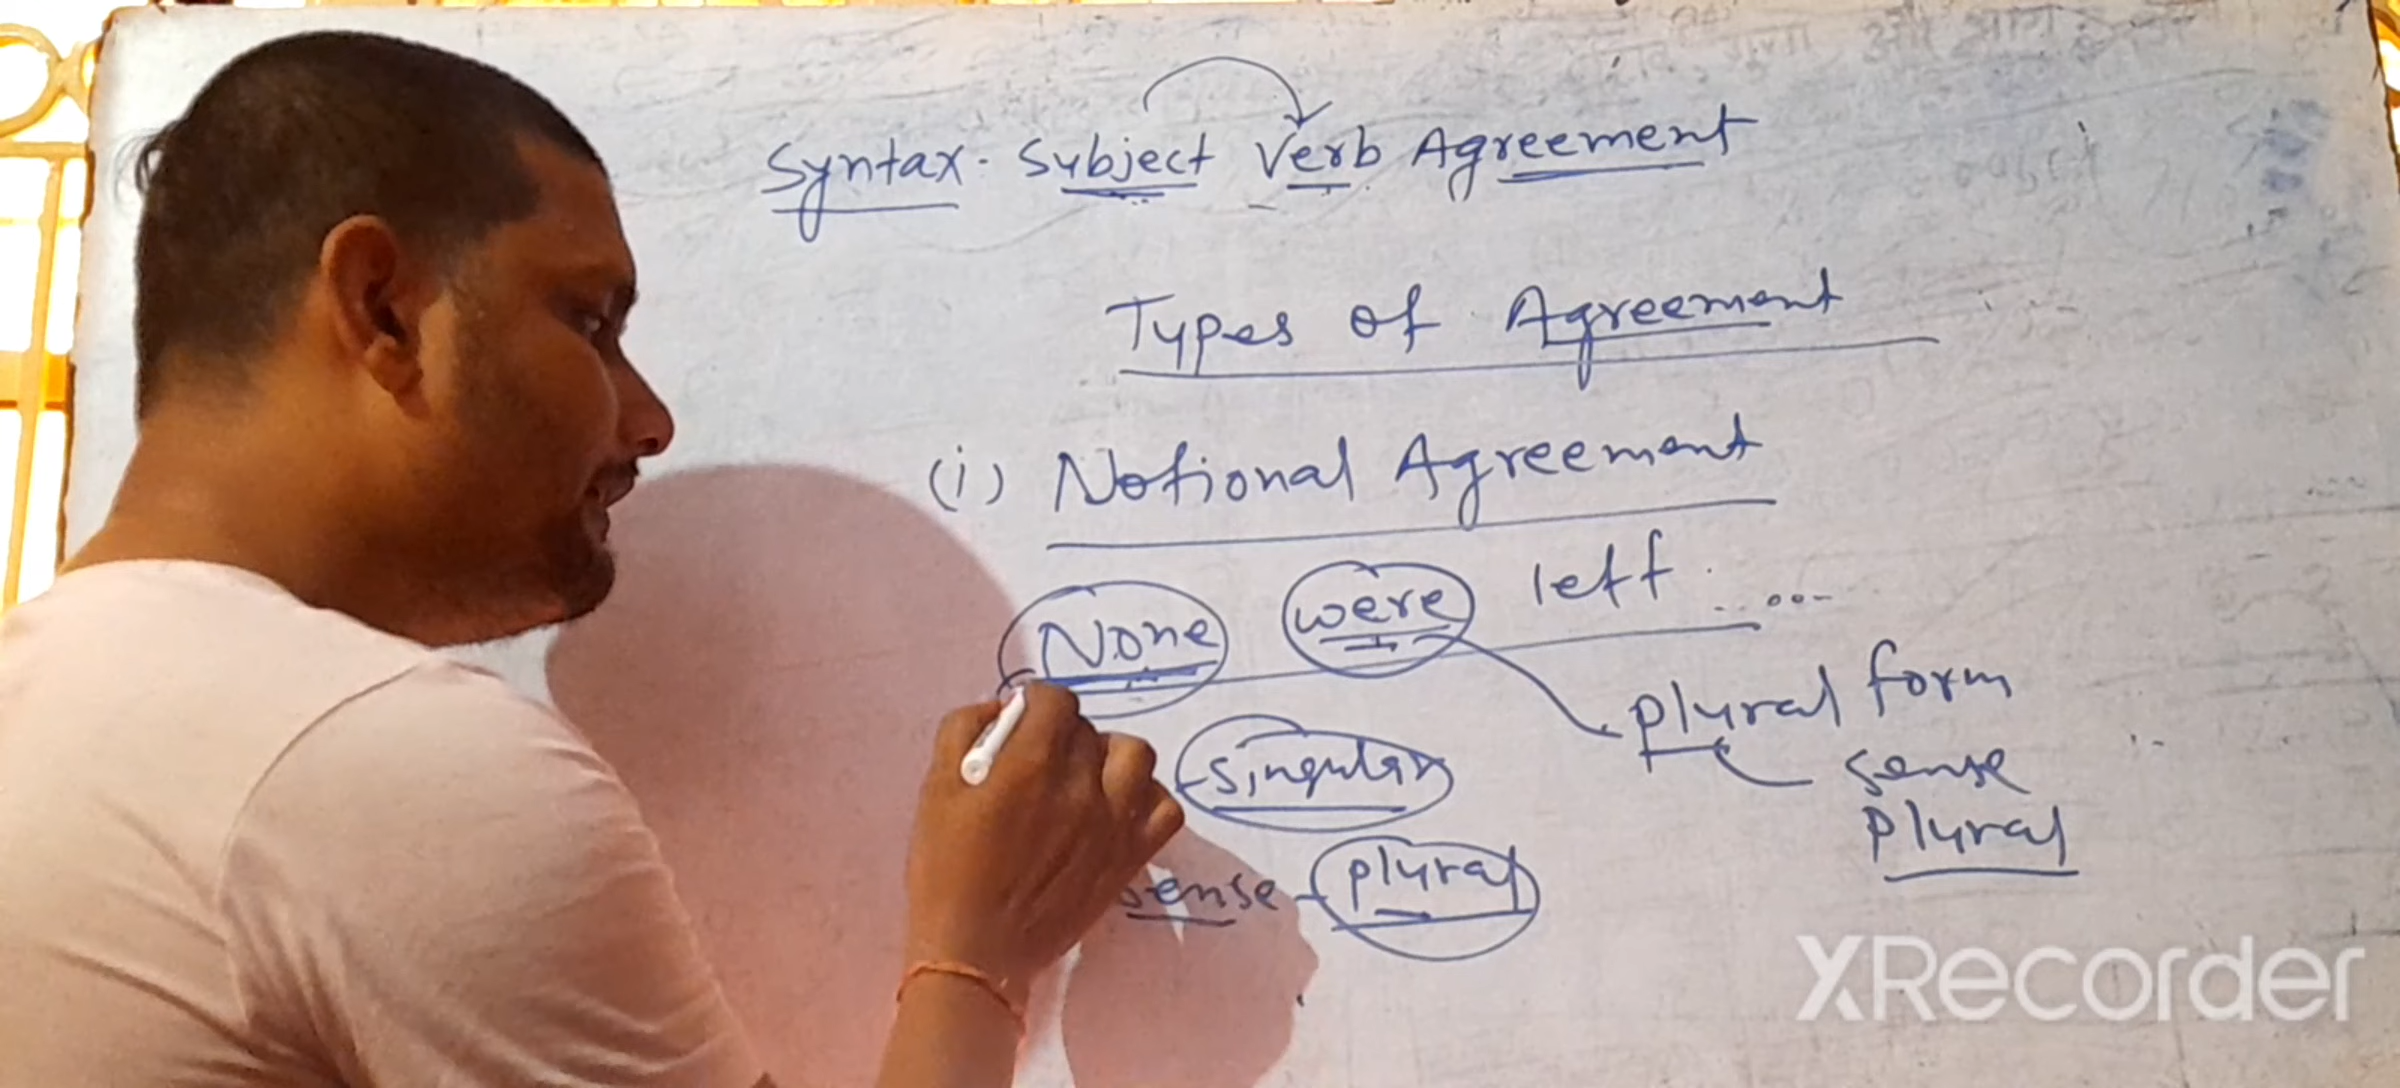 Syntax - Subject Verb Agreement
Types of Agreement
(i) Notional Agreement
None were left .....
plural form
singular
sense
plural
sense - plural
XRecorder